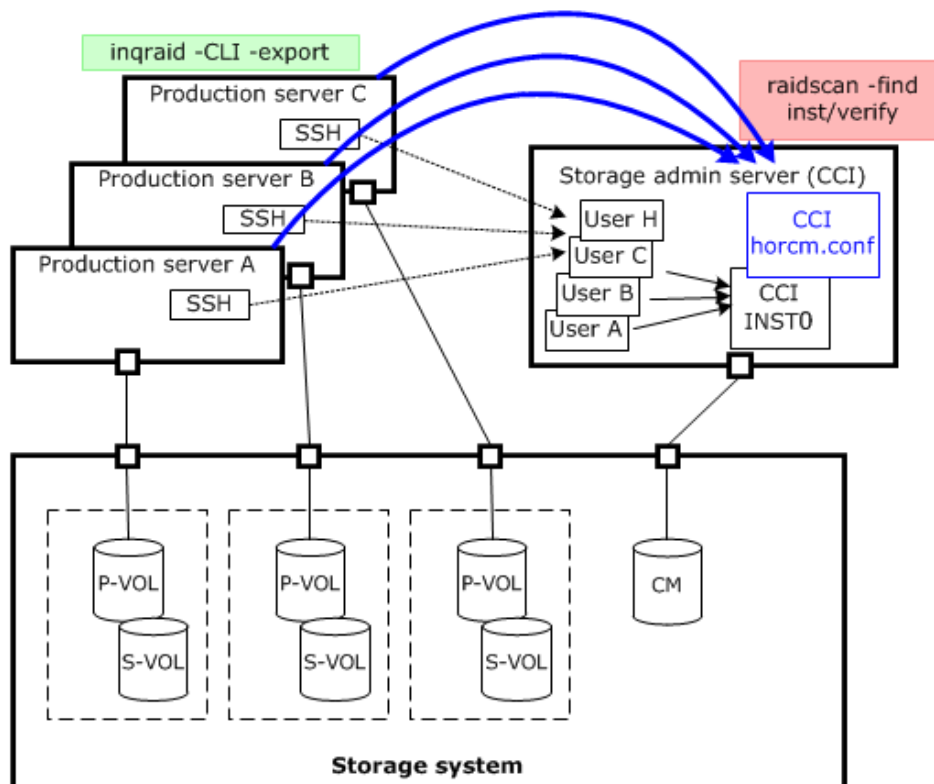 inqraid -CLI -export
raidscan -find
inst/verify
Production server C
SSH
Production server B
SSH
Production server A
SSH
Storage admin server (CCI)
User H
User C
User B
User A
CCI
horcm.conf
CCI
INST0
P-VOL
S-VOL
P-VOL
S-VOL
P-VOL
S-VOL
CM
Storage system